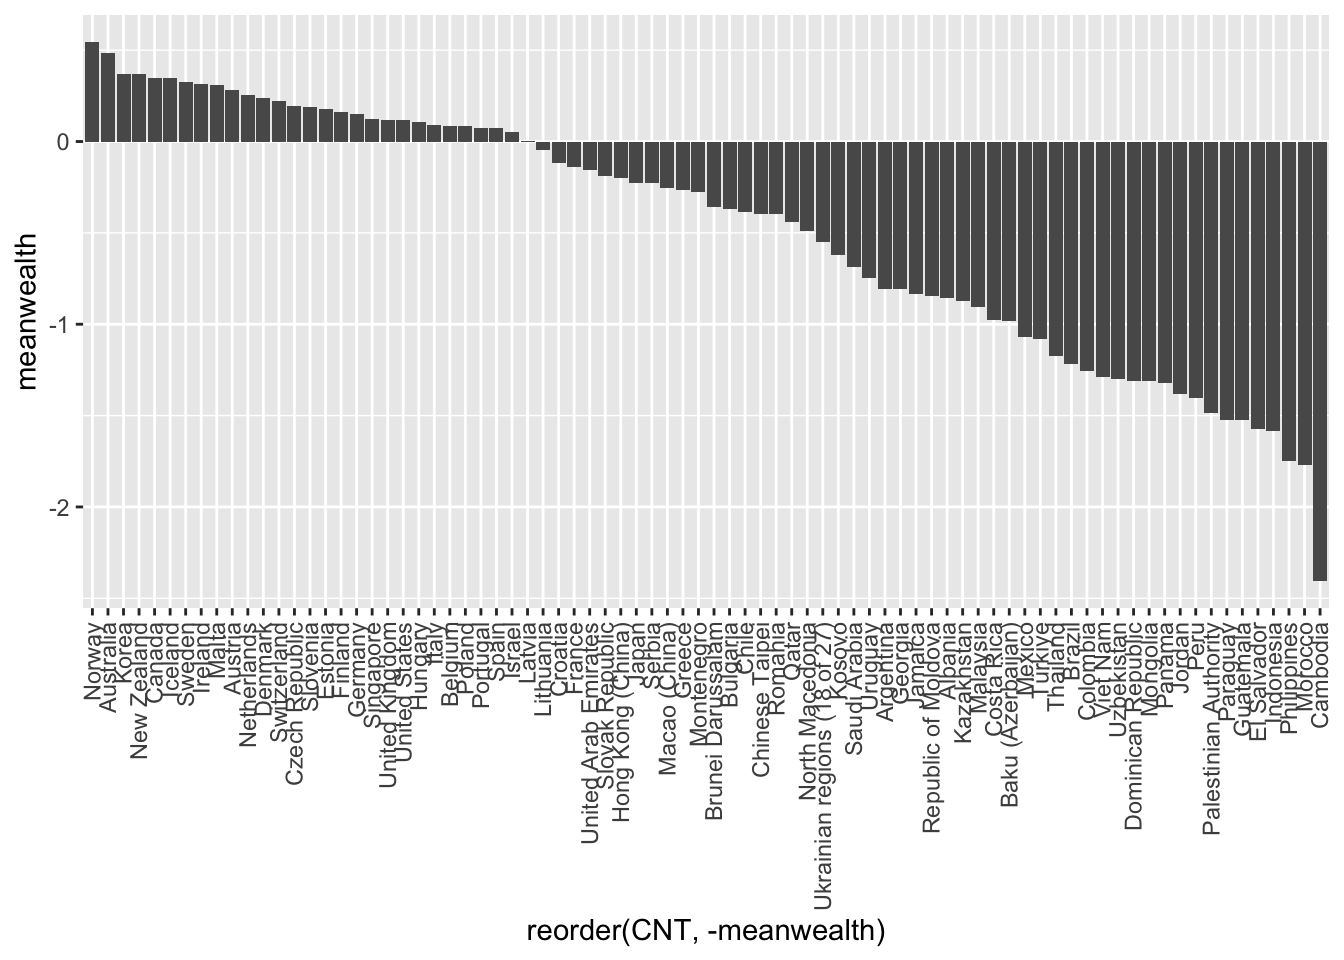 meanwealth
0
-1
-2
Norway
Australia
Korea
New Zealand
Canada
Iceland
Sweden
Ireland
Malta
Austria
Netherlands
Denmark
Switzerland
Czech Republic
Slovenia
Estonia
Finland
Germany
Singapore
United Kingdom
United States
Hungary
Italy
Belgium
Poland
Portugal
Spain
Israel
Latvia
Lithuania
Croatia
France
United Arab Emirates
Slovak Republic
Hong Kong (China)
Japan
Serbia
Macao (China)
Greece
Montenegro
Brunei Darussalam
Bulgaria
Chile
Chinese Taipei
Romania
Qatar
North Macedonia
Ukrainian regions (18 of 27)
Kosovo
Saudi Arabia
Uruguay
Argentina
Georgia
Jamaica
Republic of Moldova
Albania
Kazakhstan
Malaysia
Costa Rica
Baku (Azerbaijan)
Mexico
Türkiye
Thailand
Brazil
Colombia
Viet Nam
Uzbekistan
Dominican Republic
Mongolia
Panama
Jordan
Peru
Palestinian Authority
Paraguay
Guatemala
El Salvador
Indonesia
Philippines
Morocco
Cambodia
reorder(CNT, -meanwealth)